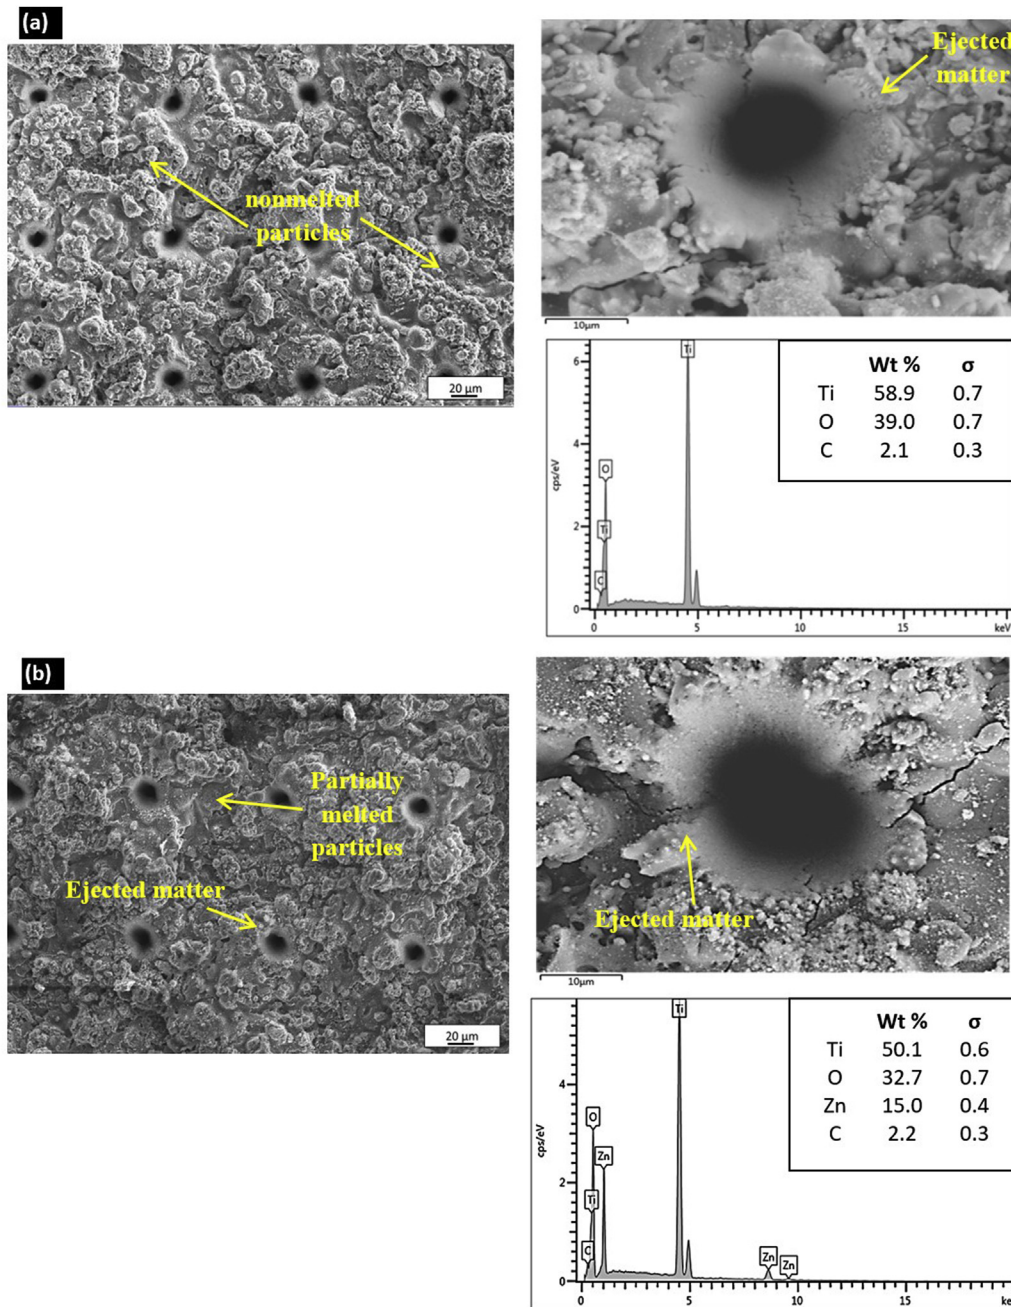 (a)
nonmelted
particles
20 µm
Ejected
matter
10µm
Wt % σ
Ti 58.9 0.7
O 39.0 0.7
C 2.1 0.3
cps/eV
6
4
2
0
Ti
O
Ti
C
0 5 10 15 keV
(b)
Partially
melted
particles
Ejected matter
20 µm
Ejected matter
10µm
Wt % σ
Ti 50.1 0.6
O 32.7 0.7
Zn 15.0 0.4
C 2.2 0.3
cps/eV
4
2
0
Ti
O
Zn
Ti
C
Zn
Zn
0 5 10 15 ke